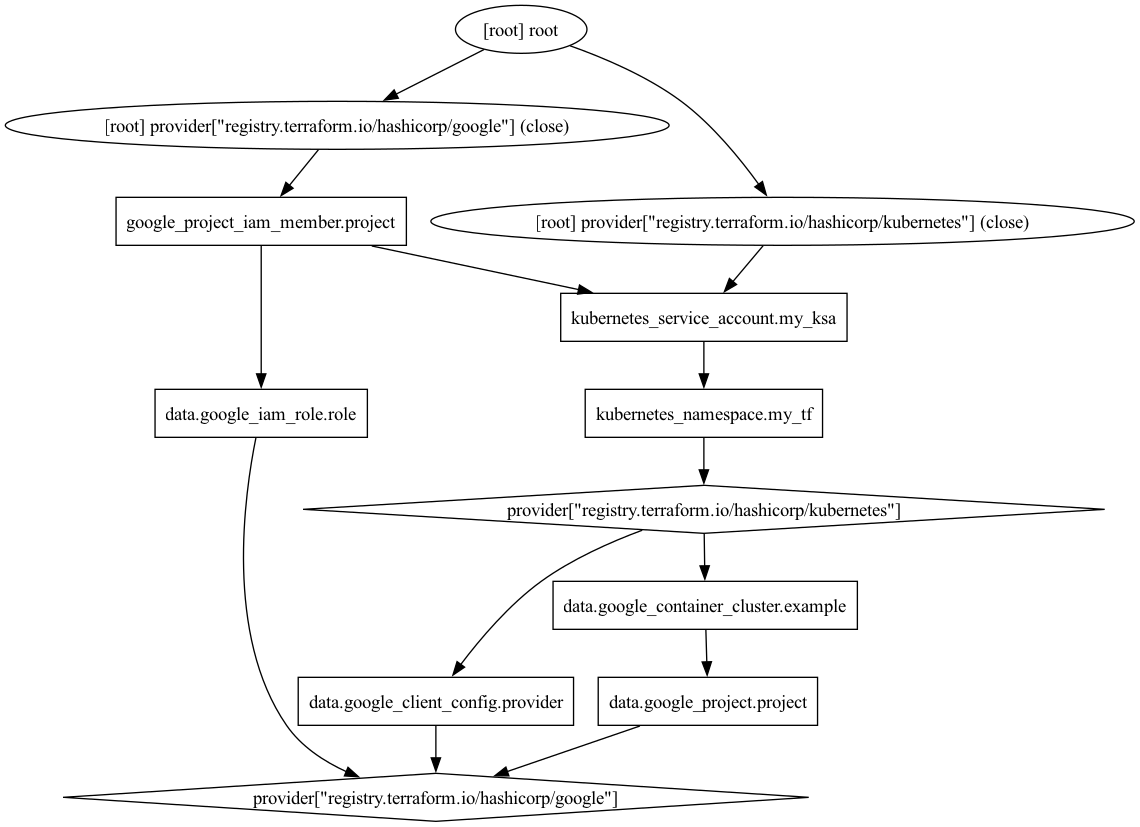 [root] root
[root] provider["registry.terraform.io/hashicorp/google"] (close)
google_project_iam_member.project
[root] provider["registry.terraform.io/hashicorp/kubernetes"] (close)
kubernetes_service_account.my_ksa
data.google_iam_role.role
kubernetes_namespace.my_tf
provider["registry.terraform.io/hashicorp/kubernetes"]
data.google_container_cluster.example
data.google_client_config.provider
data.google_project.project
provider["registry.terraform.io/hashicorp/google"]